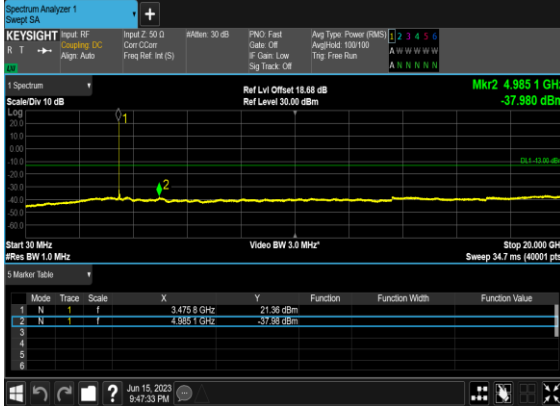 Spectrum Analyzer 1
Swept SA
+
KEYSIGHT Input: RF Input Z: 50 Ω #Atten: 30 dB PNO: Fast Avg Type: Power (RMS) 1 2 3 4 5 6
R T Coupling: DC Corr CCorr Gate: Off Avg|Hold: 100/100 A W W W W W
Align: Auto Freq Ref: Int (S) IF Gain: Low Trig: Free Run
Sig Track: Off A N N N N N
LU
1 Spectrum
Scale/Div 10 dB Ref Lvl Offset 18.68 dB Mkr2 4.985 1 GHz
Ref Level 30.00 dBm -37.980 dBm
Log
20.0
10.0
0.00
-10.0
-20.0
-30.0
-40.0
-50.0
-60.0
1
2
DL1 -13.00 dBm
Start 30 MHz Video BW 3.0 MHz* Stop 20.000 GHz
#Res BW 1.0 MHz Sweep 34.7 ms (40001 pts)
5 Marker Table
Mode Trace Scale X Y Function Function Width Function Value
1 N 1 f 3.475 8 GHz 21.36 dBm
2 N 1 f 4.985 1 GHz -37.98 dBm
3
4
5
6
? Jun 15, 2023
9:47:33 PM